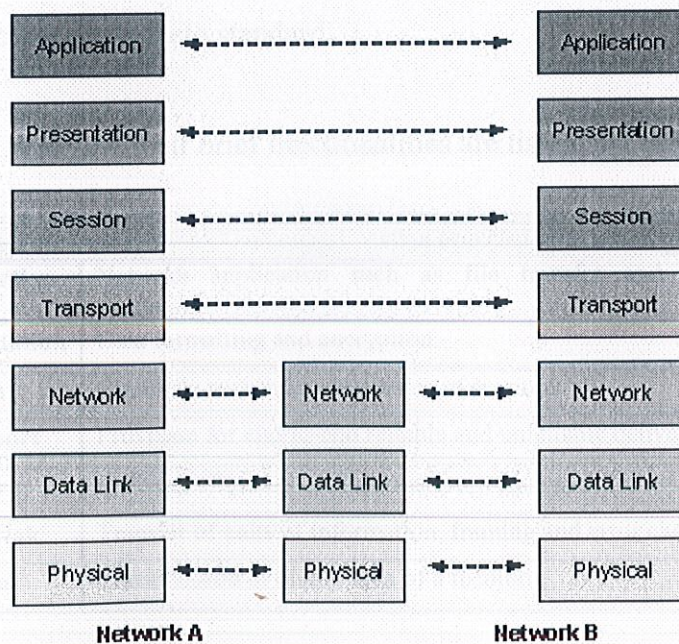 Application Application
Presentation Presentation
Session Session
Transport Transport
Network Network Network
Data Link Data Link Data Link
Physical Physical Physical
Network A Network B